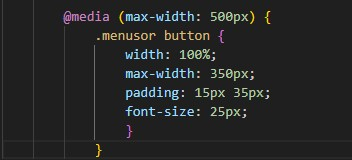 @media (max-width: 500px) {
.menusor button {
width: 100%;
max-width: 350px;
padding: 15px 35px;
font-size: 25px;
}
}